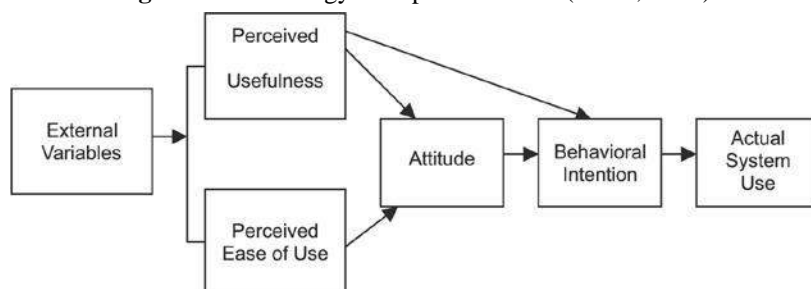 Perceived
Usefulness
External
Variables
Attitude
Behavioral
Intention
Actual
System
Use
Perceived
Ease of Use